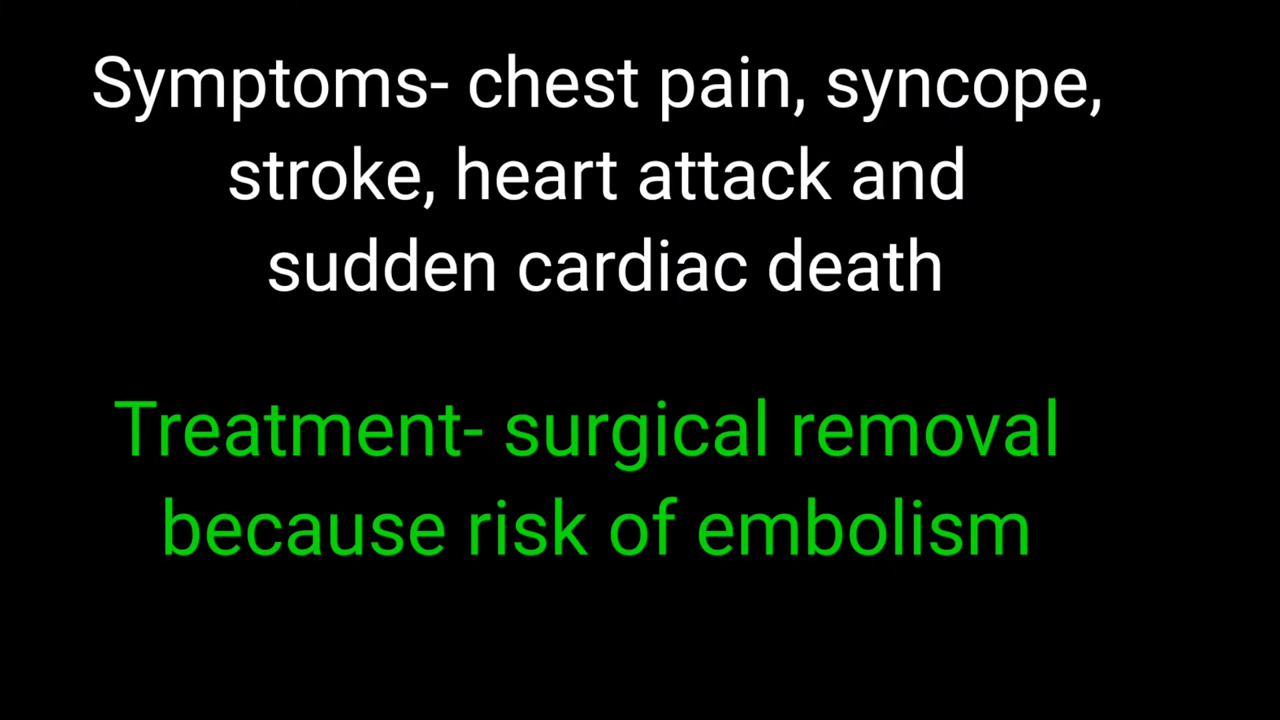 Symptoms- chest pain, syncope,
stroke, heart attack and
sudden cardiac death
Treatment- surgical removal
because risk of embolism